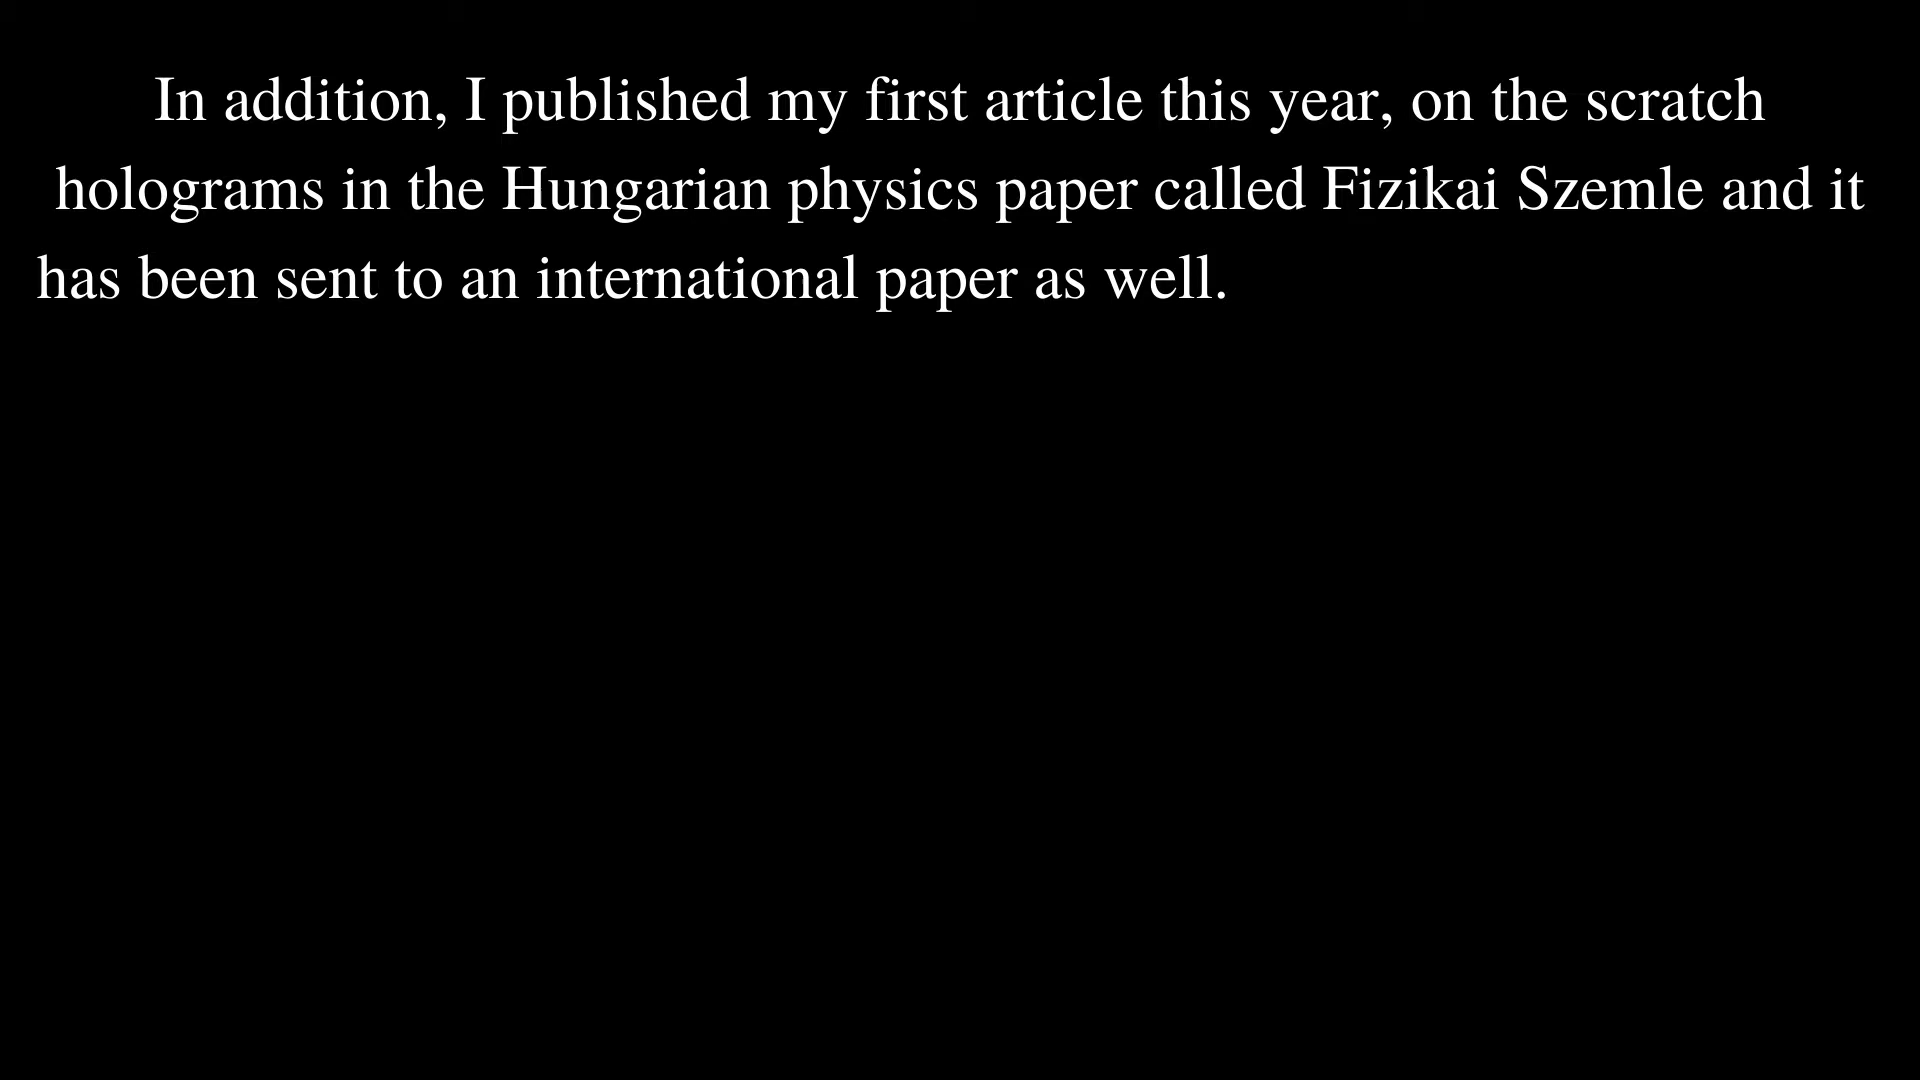 In addition, I published my first article this year, on the scratch
holograms in the Hungarian physics paper called Fizikai Szemle and it
has been sent to an international paper as well.